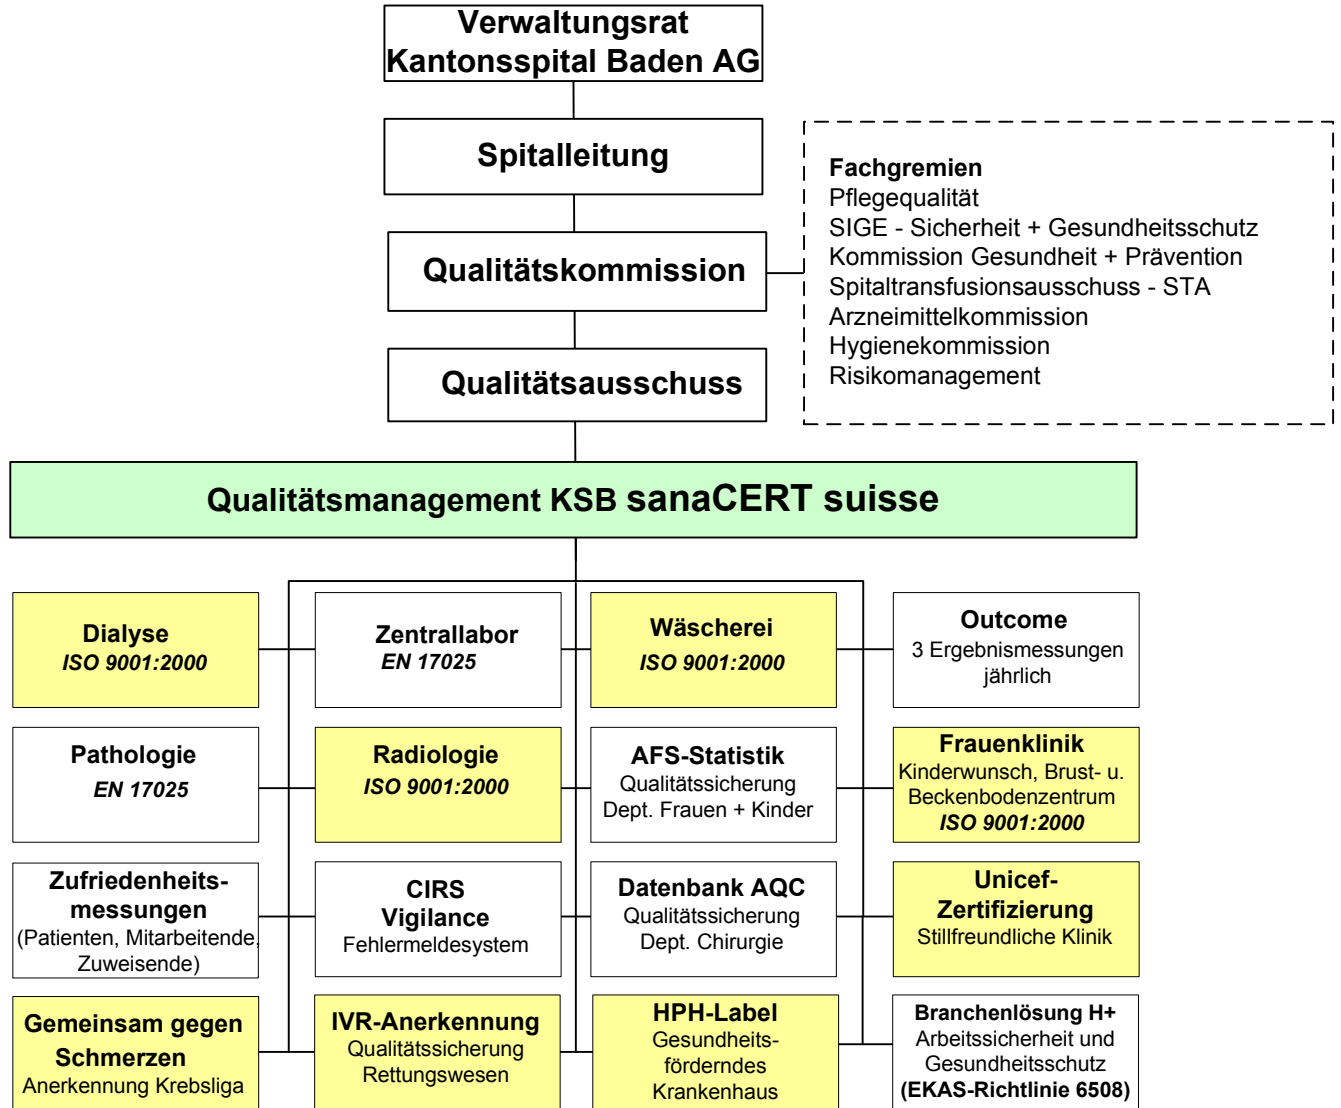 Verwaltungsrat
Kantonsspital Baden AG
Spitalleitung
Qualitätskommission
Fachgremien
Pflegequalität
SIGE - Sicherheit + Gesundheitsschutz
Kommission Gesundheit + Prävention
Spitaltransfusionsausschuss - STA
Arzneimittelkommission
Hygienekommission
Risikomanagement
Qualitätsausschuss
Qualitätsmanagement KSB sanaCERT suisse
Dialyse
ISO 9001:2000
Zentrallabor
EN 17025
Wäscherei
ISO 9001:2000
Outcome
3 Ergebnismessungen
jährlich
Pathologie
EN 17025
Radiologie
ISO 9001:2000
AFS-Statistik
Qualitätssicherung
Dept. Frauen + Kinder
Frauenklinik
Kinderwunsch, Brust- u.
Beckenbodenzentrum
ISO 9001:2000
Zufriedenheits-
messungen
(Patienten, Mitarbeitende,
Zuweisende)
CIRS
Vigilance
Fehlermeldesystem
Datenbank AQC
Qualitätssicherung
Dept. Chirurgie
Unicef-
Zertifizierung
Stillfreundliche Klinik
Gemeinsam gegen
Schmerzen
Anerkennung Krebsliga
IVR-Anerkennung
Qualitätssicherung
Rettungswesen
HPH-Label
Gesundheits-
förderndes
Krankenhaus
Branchenlösung H+
Arbeitssicherheit und
Gesundheitsschutz
(EKAS-Richtlinie 6508)